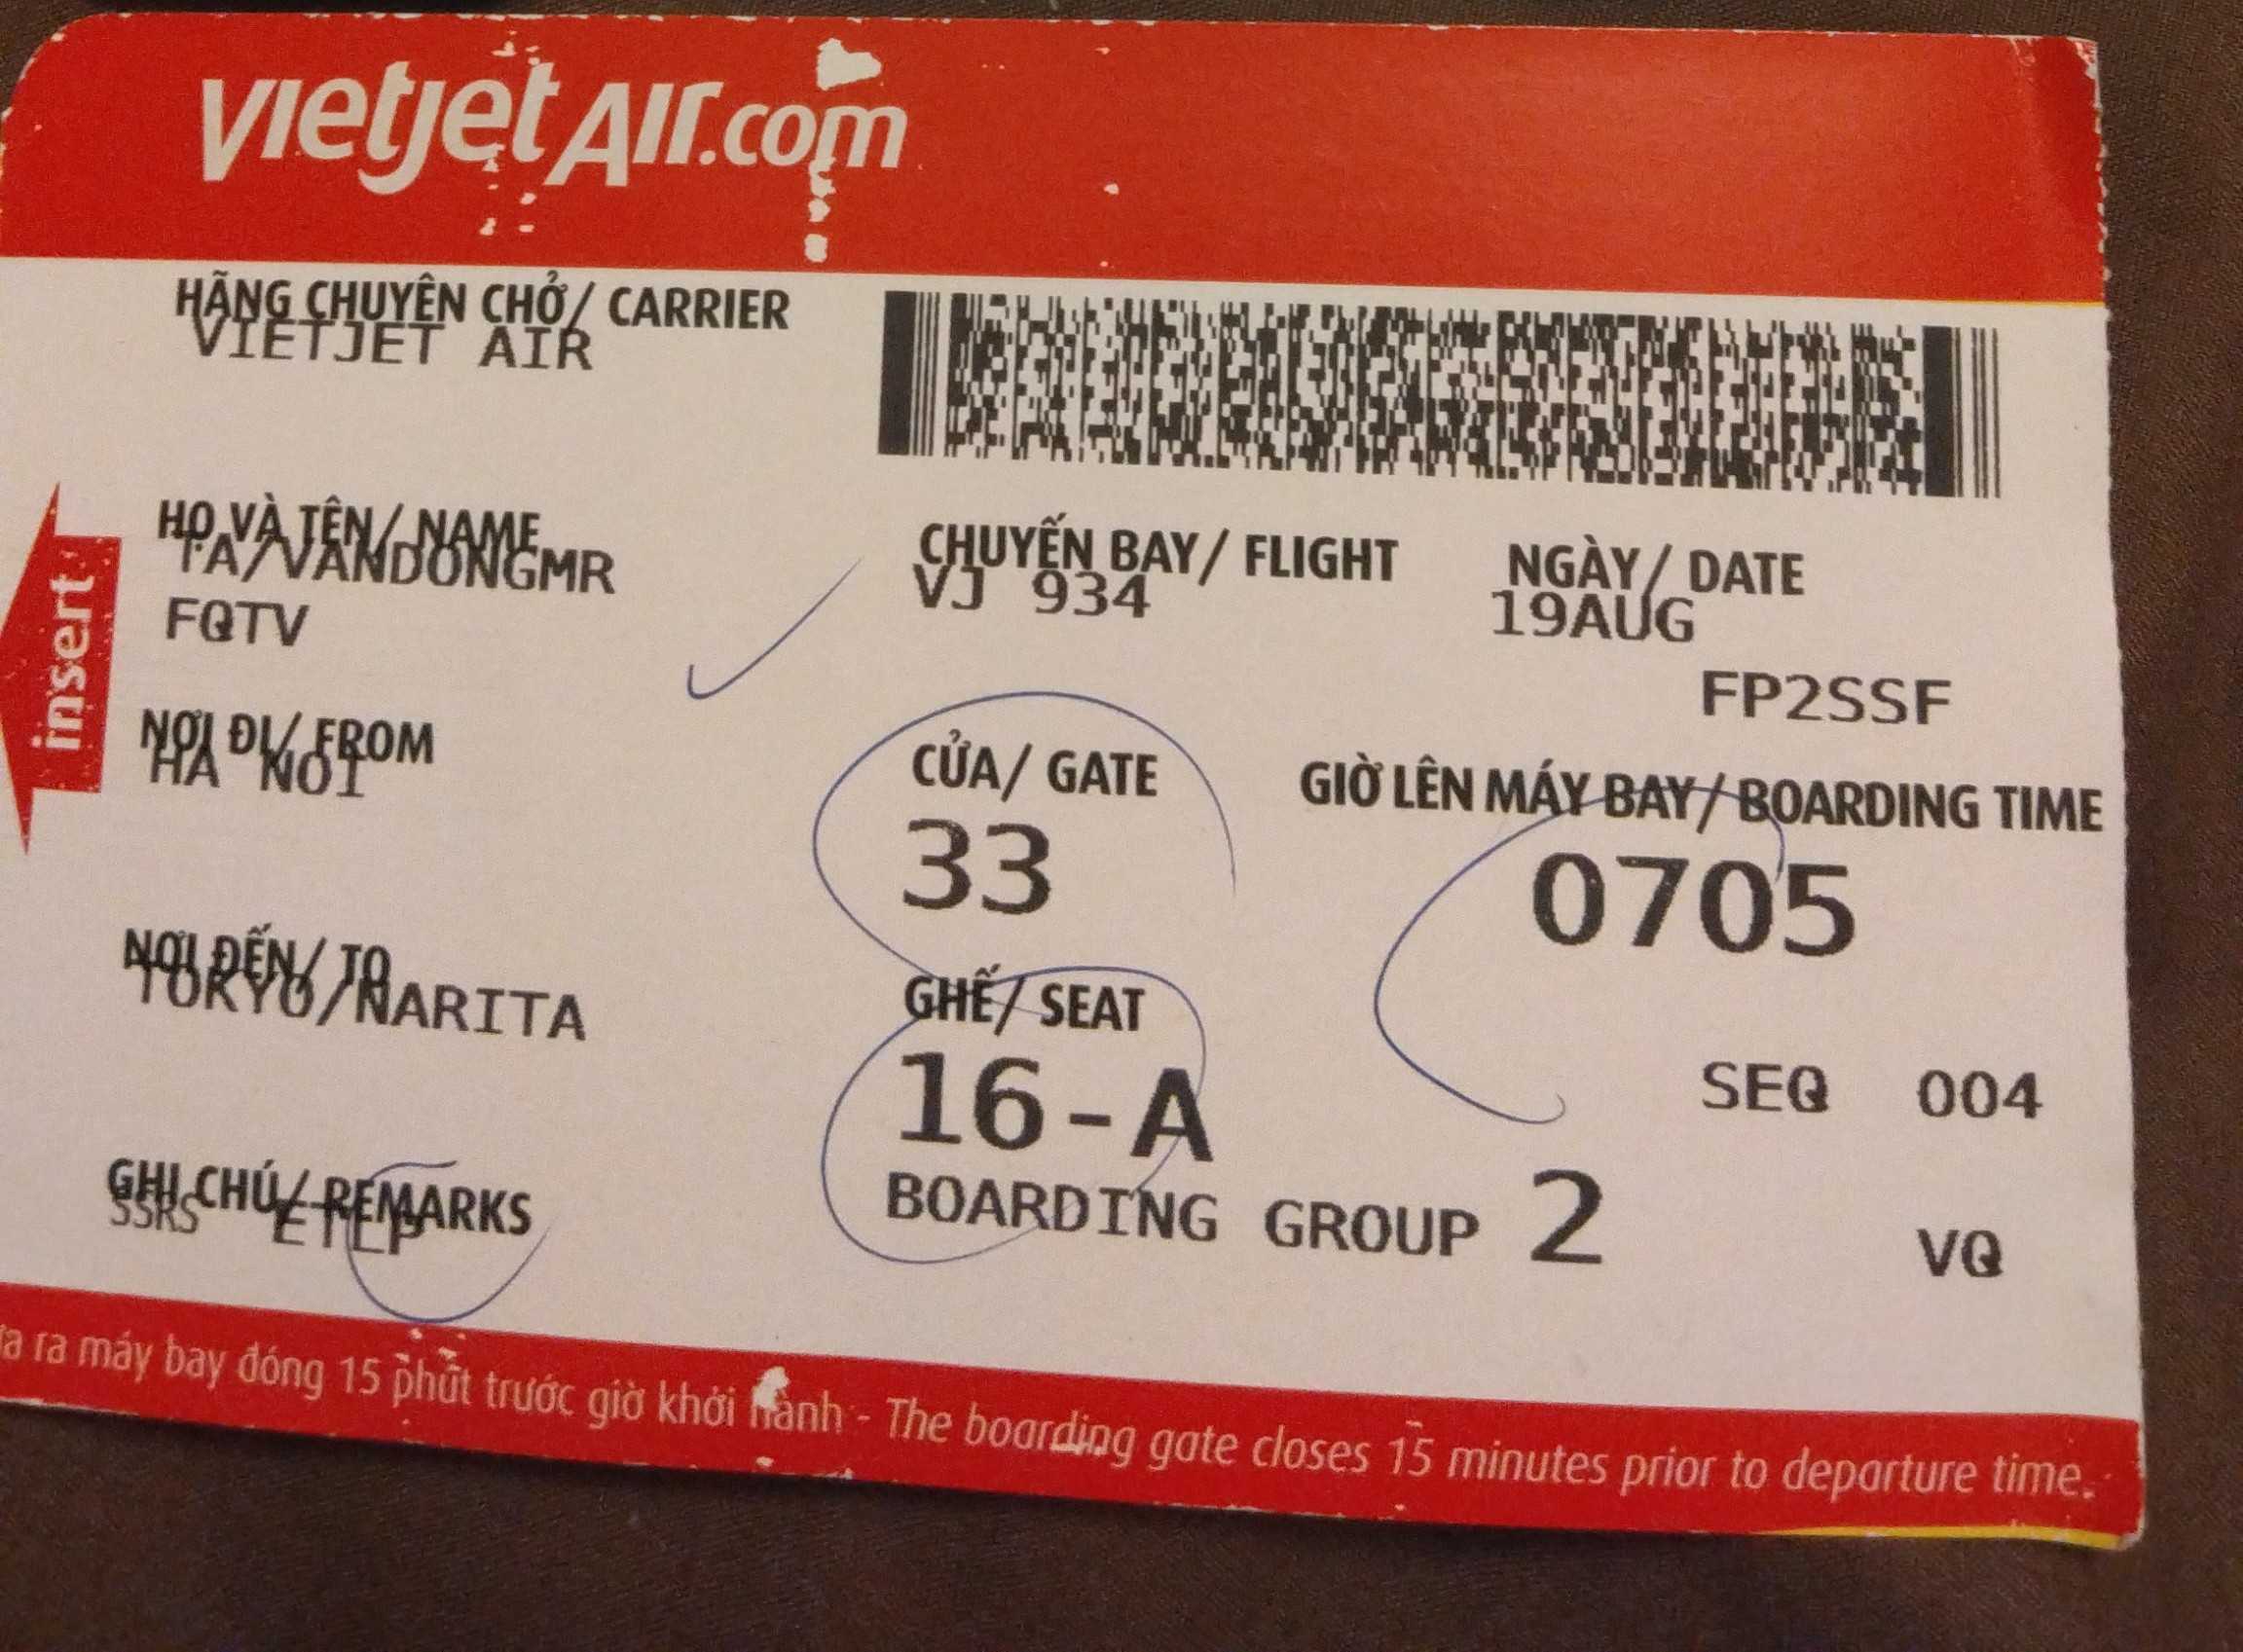 vietjetAir.com
HÃNG CHUYÊN CHỞ/ CARRIER
VIETJET AIR
HỌ VÀ TÊN/ NAME
TA/VANDONGMR
FQTV
CHUYẾN BAY/ FLIGHT
VJ 934
NGÀY/ DATE
19AUG
FP2SSF
insert
NƠI ĐI/ FROM
HA NOI
CỬA/ GATE
33
GIỜ LÊN MÁY BAY/ BOARDING TIME
0705
NƠI ĐẾN/ TO
TOKYO/NARITA
GHẾ/ SEAT
16-A
SEQ 004
GHI CHÚ/ REMARKS
SSRS ETLP
BOARDING GROUP 2
VQ
ra máy bay đóng 15 phút trước giờ khởi hành - The boarding gate closes 15 minutes prior to departure time.